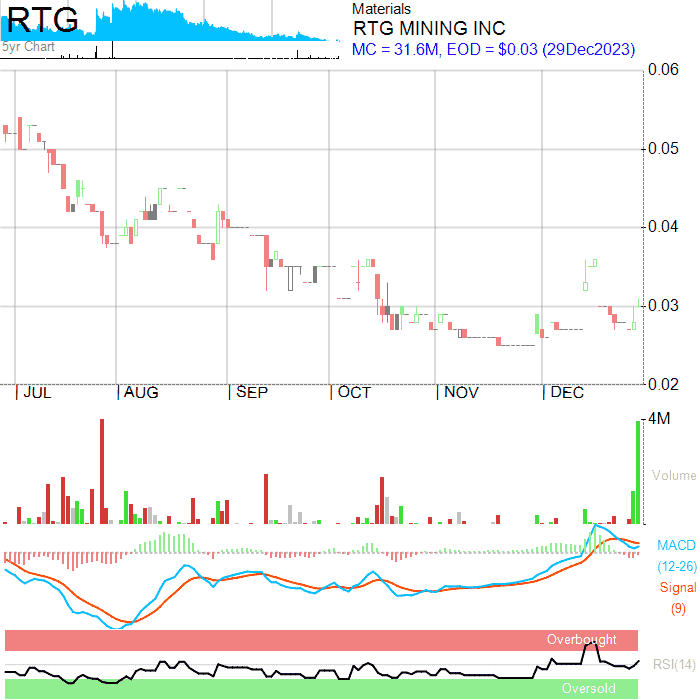 RTG
5yr Chart
Materials
RTG MINING INC
MC = 31.6M, EOD = $0.03 (29Dec2023)
0.06
0.05
0.04
0.03
0.02
JUL AUG SEP OCT NOV DEC
4M
Volume
MACD
(12-26)
Signal
(9)
Overbought
RSI(14)
Oversold